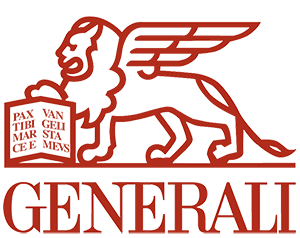 PAX
TIBI
MAR
CE E
VAN
GELI
STA
MEVS
GENERALI